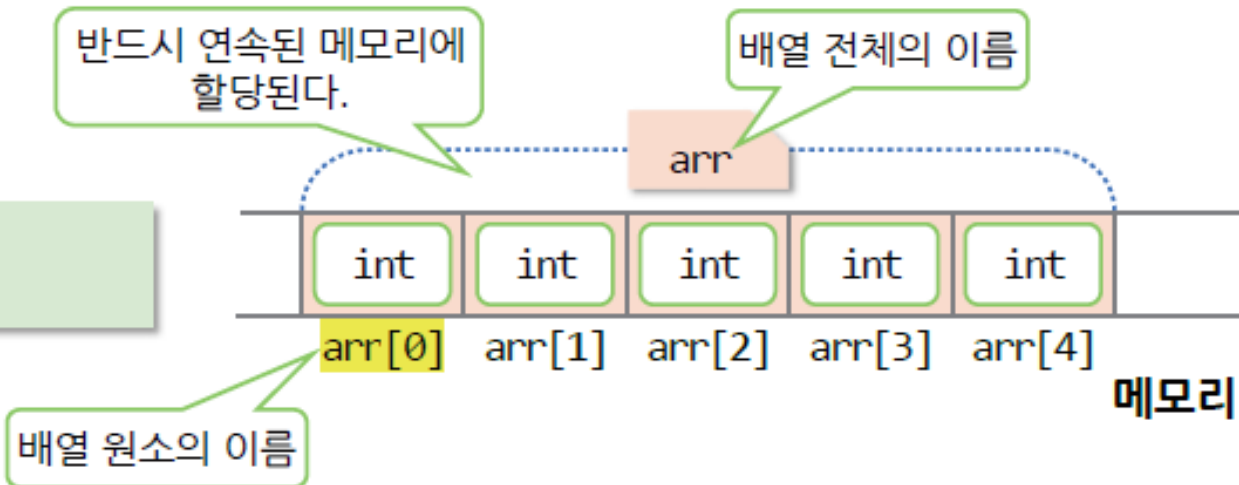 반드시 연속된 메모리에
할당된다.
배열 전체의 이름
arr
int int int int int
arr[0] arr[1] arr[2] arr[3] arr[4]
메모리
배열 원소의 이름